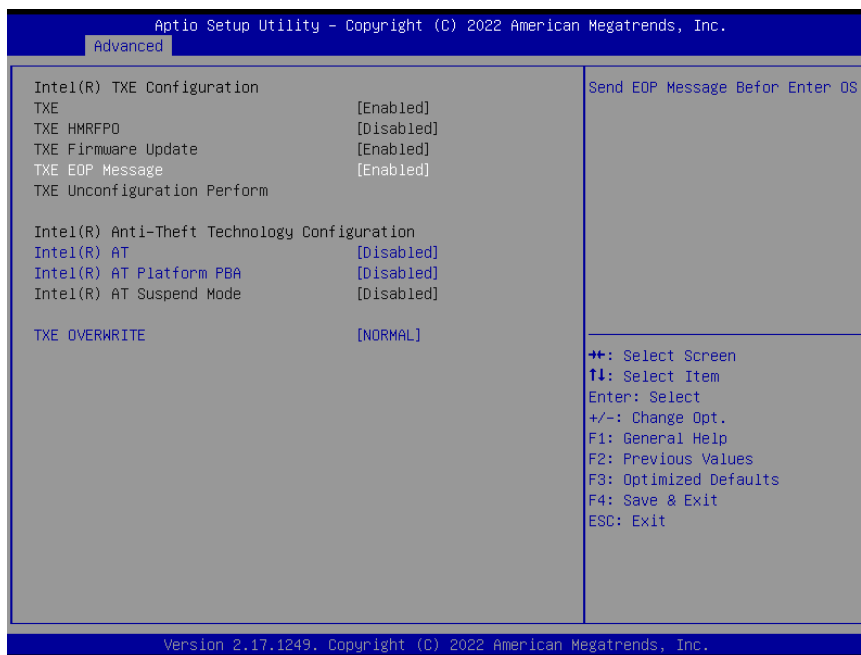 Aptio Setup Utility – Copyright (C) 2022 American Megatrends, Inc.
Advanced
Intel(R) TXE Configuration
TXE [Enabled]
TXE HMRFPO [Disabled]
TXE Firmware Update [Enabled]
TXE EOP Message [Enabled]
TXE Unconfiguration Perform
Intel(R) Anti-Theft Technology Configuration
Intel(R) AT [Disabled]
Intel(R) AT Platform PBA [Disabled]
Intel(R) AT Suspend Mode [Disabled]
TXE OVERWRITE [NORMAL]
Send EOP Message Befor Enter OS
→←: Select Screen
↑↓: Select Item
Enter: Select
+/-: Change Opt.
F1: General Help
F2: Previous Values
F3: Optimized Defaults
F4: Save & Exit
ESC: Exit
Version 2.17.1249. Copyright (C) 2022 American Megatrends, Inc.